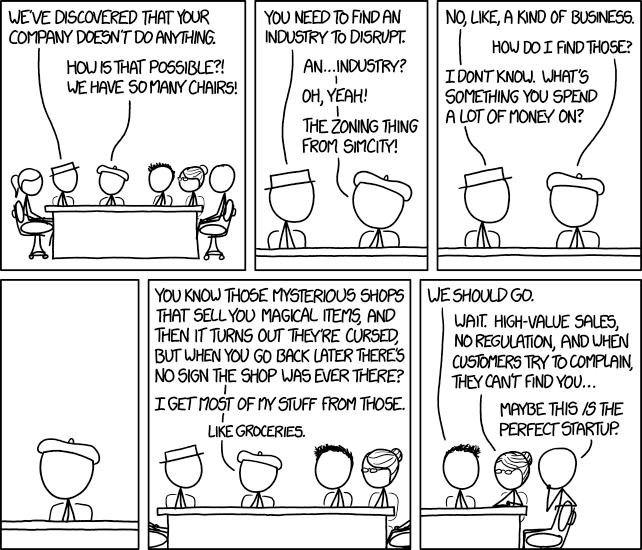 WE'VE DISCOVERED THAT YOUR
COMPANY DOESN'T DO ANYTHING.
HOW IS THAT POSSIBLE?!
WE HAVE SO MANY CHAIRS!
YOU NEED TO FIND AN
INDUSTRY TO DISRUPT.
AN...INDUSTRY?
OH, YEAH!
THE ZONING THING
FROM SIMCITY!
NO, LIKE, A KIND OF BUSINESS.
HOW DO I FIND THOSE?
I DON'T KNOW. WHAT'S
SOMETHING YOU SPEND
A LOT OF MONEY ON?
YOU KNOW THOSE MYSTERIOUS SHOPS
THAT SELL YOU MAGICAL ITEMS, AND
THEN IT TURNS OUT THEY'RE CURSED,
BUT WHEN YOU GO BACK LATER THERE'S
NO SIGN THE SHOP WAS EVER THERE?
I GET MOST OF MY STUFF FROM THOSE.
LIKE GROCERIES.
WE SHOULD GO.
WAIT. HIGH-VALUE SALES,
NO REGULATION, AND WHEN
CUSTOMERS TRY TO COMPLAIN,
THEY CAN'T FIND YOU...
MAYBE THIS IS THE
PERFECT STARTUP.